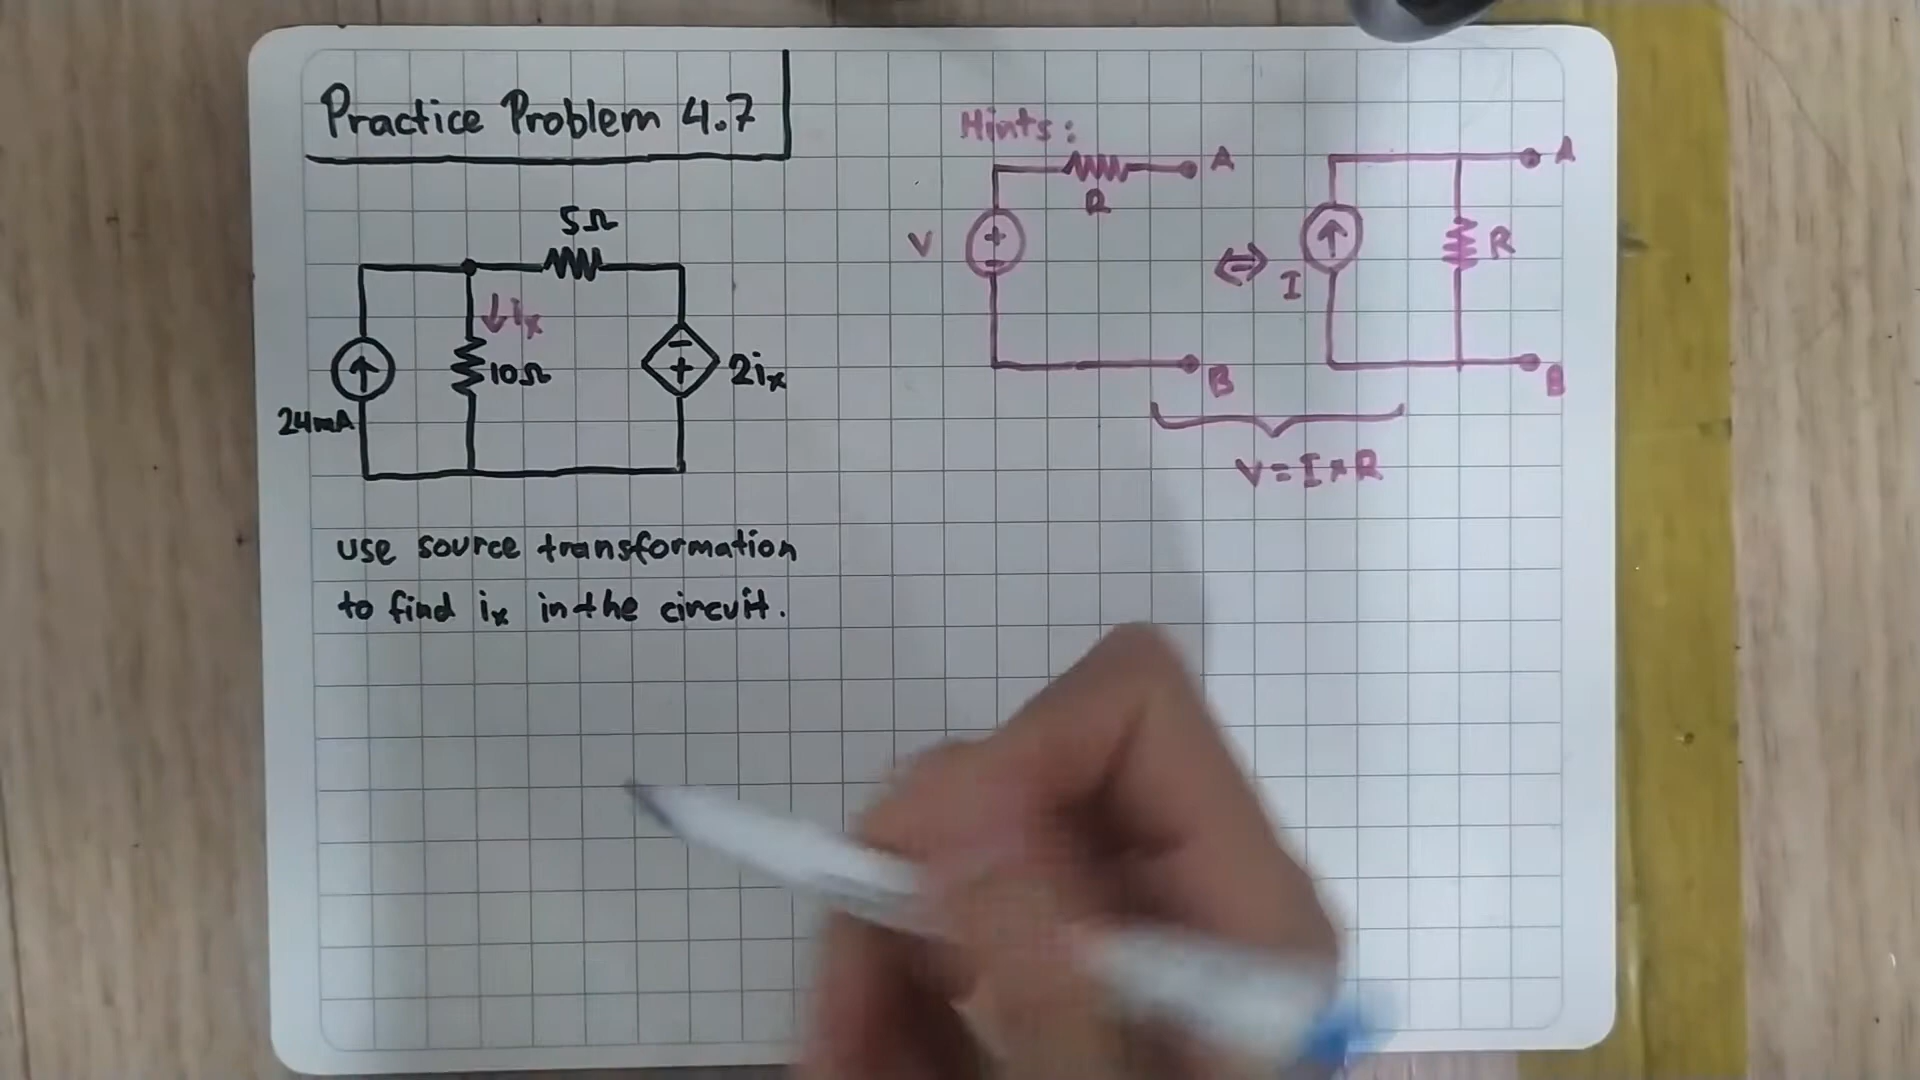 Practice Problem 4.7
5Ω
ix
10Ω
2ix
24mA
use source transformation
to find ix in the circuit.
Hints:
A
R
V
B
A
R
I
B
V = I × R